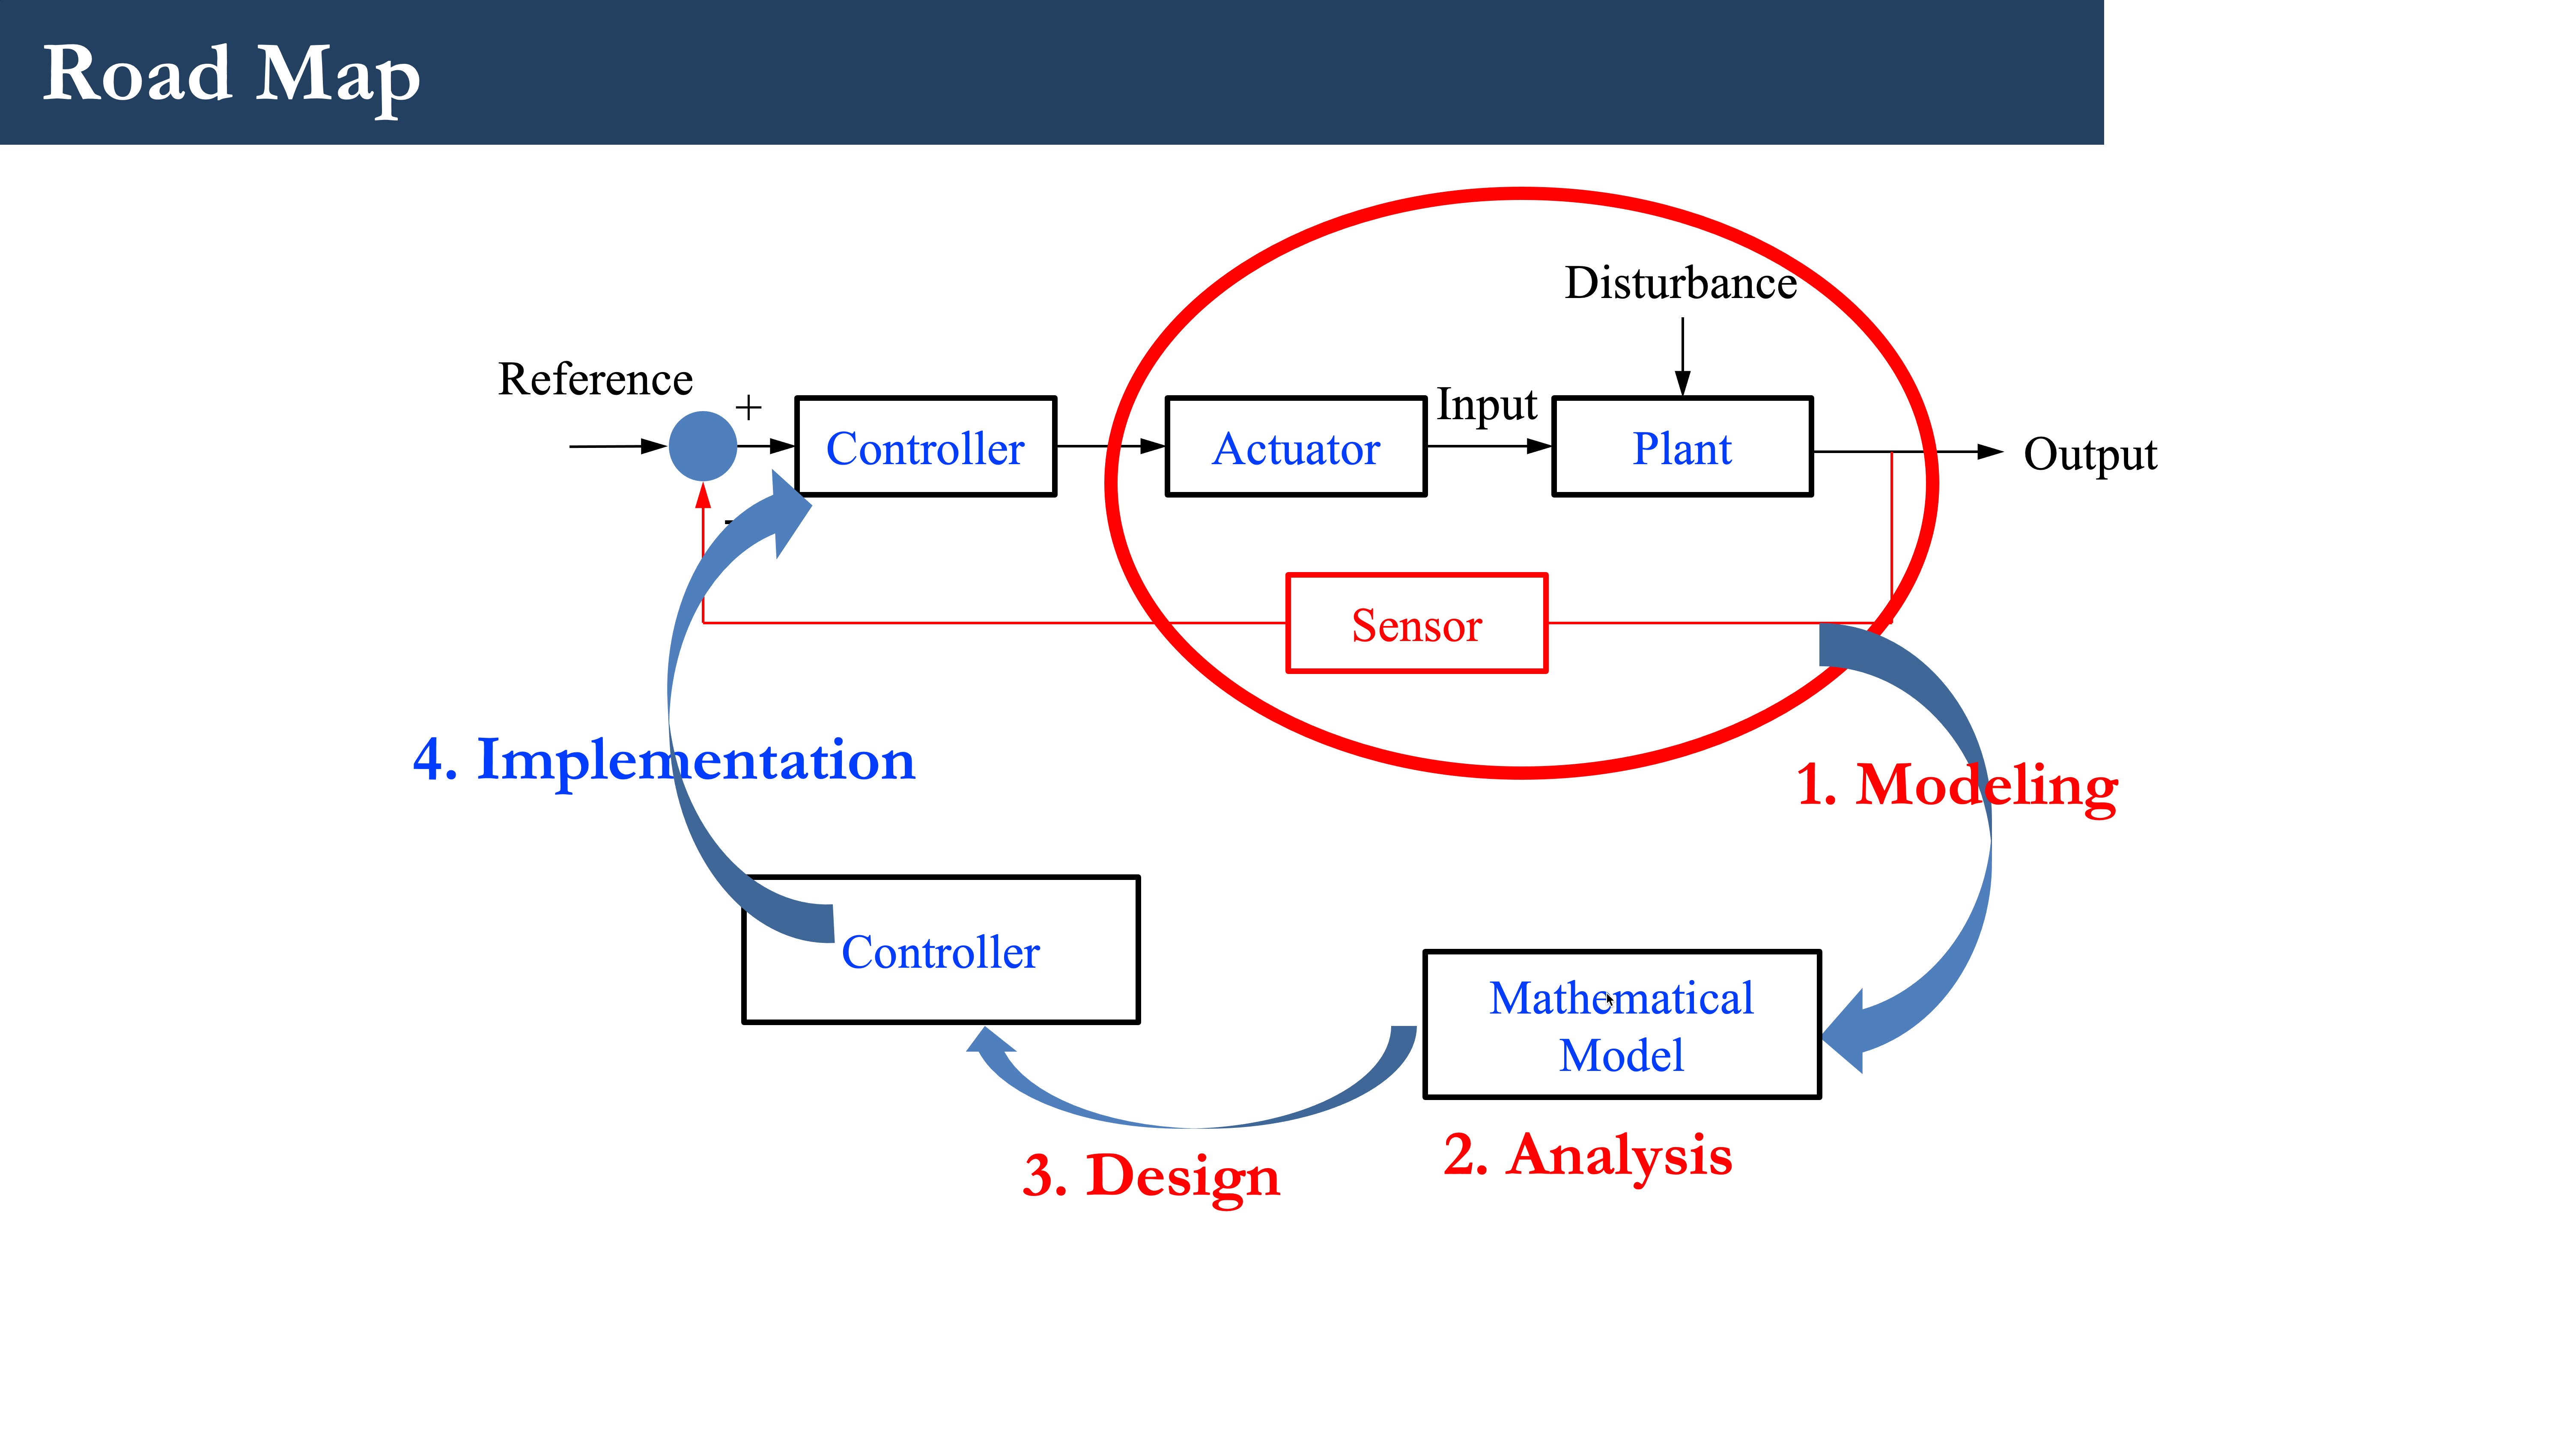 Road Map
Disturbance
Reference
+
Input
Controller
Actuator
Plant
Output
-
Sensor
4. Implementation
1. Modeling
Controller
Mathematical
Model
2. Analysis
3. Design